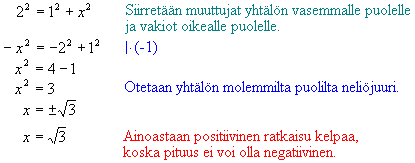 2² = 1² + x² Siirretään muuttujat yhtälön vasemmalle puolelle
ja vakiot oikealle puolelle.
− x² = −2² + 1² |· (-1)
x² = 4 − 1
x² = 3 Otetaan yhtälön molemmilta puolilta neliöjuuri.
x = ±√3
x = √3 Ainoastaan positiivinen ratkaisu kelpaa,
koska pituus ei voi olla negatiivinen.